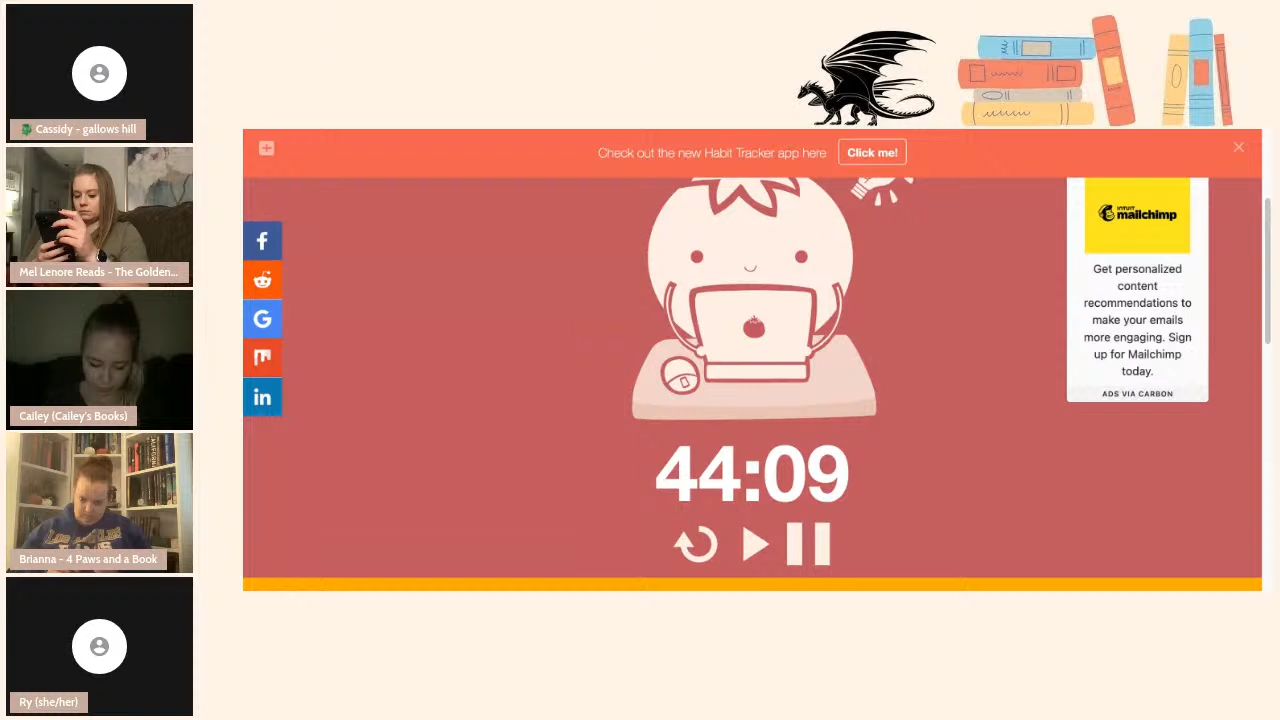 Cassidy - gallows hill
Mel Lenore Reads - The Golden...
Cailey (Cailey's Books)
Brianna - 4 Paws and a Book
Ry (she/her)
Check out the new Habit Tracker app here
Click me!
INTUIT
mailchimp
Get personalized
content
recommendations to
make your emails
more engaging. Sign
up for Mailchimp
today.
ADS VIA CARBON
44:09